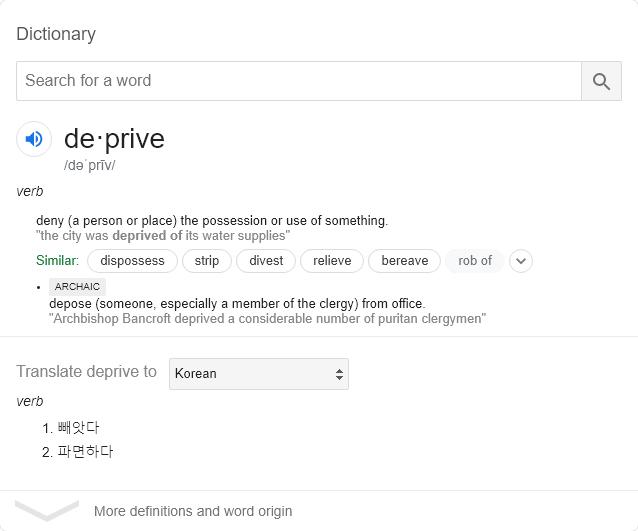 Dictionary
Search for a word
de·prive
/dəˈprīv/
verb
deny (a person or place) the possession or use of something.
"the city was deprived of its water supplies"
Similar: dispossess strip divest relieve bereave rob of
• ARCHAIC
depose (someone, especially a member of the clergy) from office.
"Archbishop Bancroft deprived a considerable number of puritan clergymen"
Translate deprive to Korean
verb
1. 빼앗다
2. 파면하다
More definitions and word origin